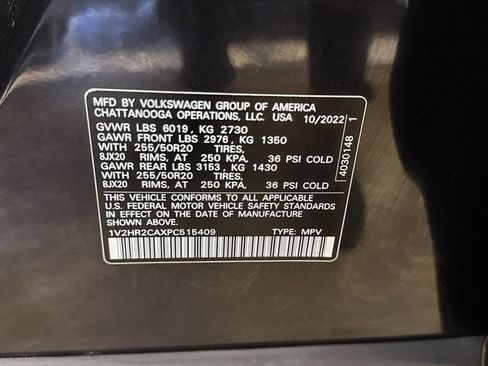 MFD BY VOLKSWAGEN GROUP OF AMERICA
CHATTANOOGA OPERATIONS, LLC. USA 10/2022
GVWR LBS 6019, KG 2730
GAWR FRONT LBS 2976, KG 1350
WITH 255/50R20 TIRES,
8JX20 RIMS, AT 250 KPA, 36 PSI COLD
GAWR REAR LBS 3153, KG 1430
WITH 255/50R20 TIRES,
8JX20 RIMS, AT 250 KPA, 36 PSI COLD
THIS VEHICLE CONFORMS TO ALL APPLICABLE
U.S. FEDERAL MOTOR VEHICLE SAFETY STANDARDS
IN EFFECT ON THE DATE OF MANUFACTURE
SHOWN ABOVE.
1V2HR2CAXPC515409 TYPE: MPV
4030148 1